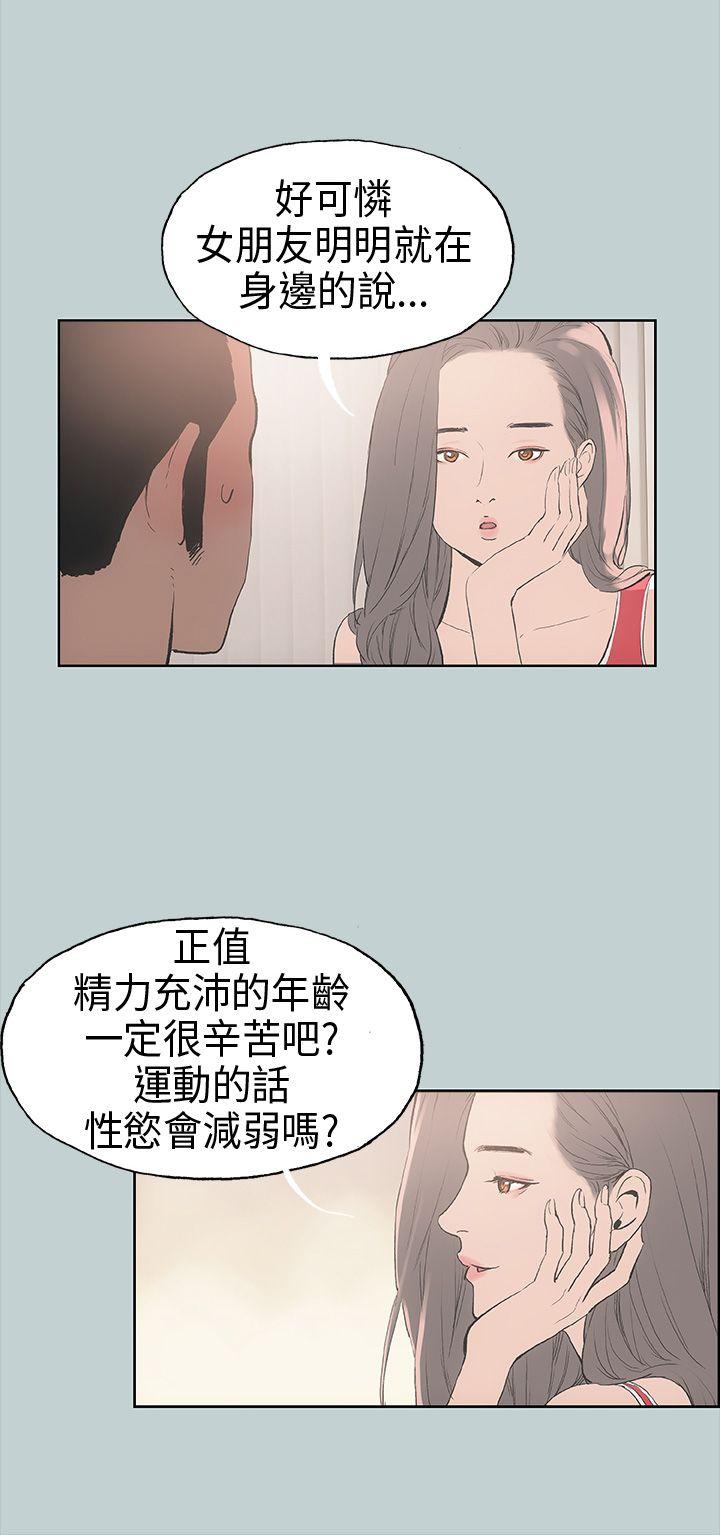 好可憐
女朋友明明就在
身邊的說…
正值
精力充沛的年齡
一定很辛苦吧?
運動的話
性慾會減弱嗎?